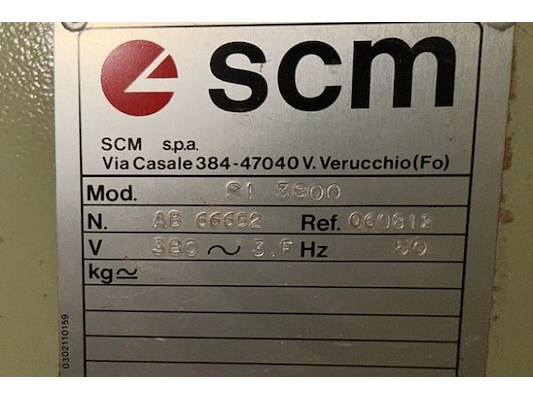 scm
SCM s.p.a.
Via Casale 384-47040 V. Verucchio (Fo)
Mod. SI 3800
N. AB 66652 Ref. 060812
V 380 ~ 3.F Hz 50
kg≃
0302110159